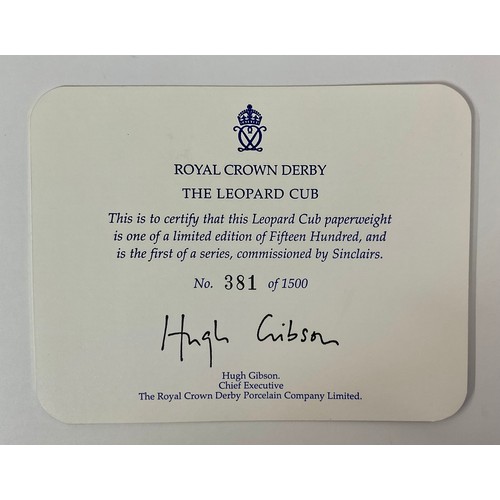 ROYAL CROWN DERBY
THE LEOPARD CUB
This is to certify that this Leopard Cub paperweight
is one of a limited edition of Fifteen Hundred, and
is the first of a series, commissioned by Sinclairs.
No. 381 of 1500
Hugh Gibson
Hugh Gibson.
Chief Executive
The Royal Crown Derby Porcelain Company Limited.